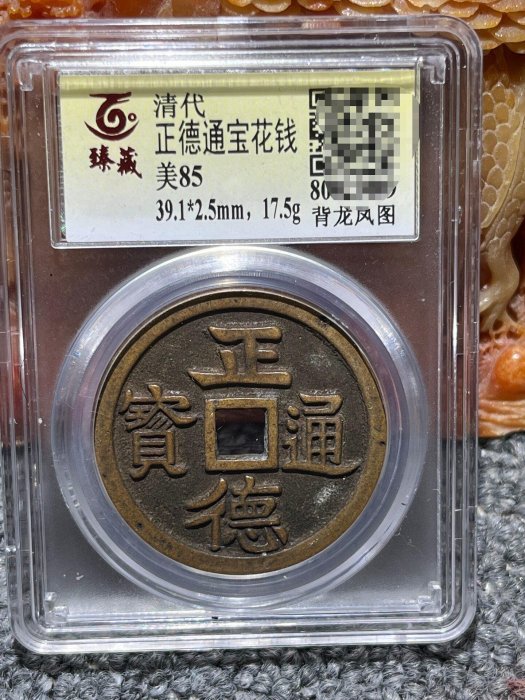 臻藏
清代
正德通宝花钱
美85
39.1*2.5mm, 17.5g
背龙凤图
正德通寶